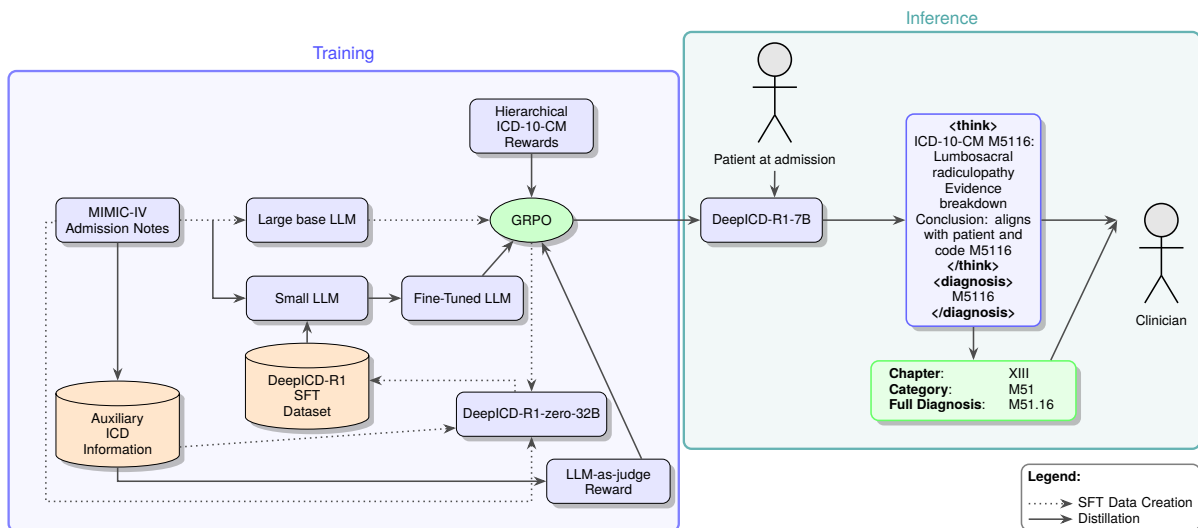 Training
Hierarchical
ICD-10-CM
Rewards
MIMIC-IV
Admission Notes
Large base LLM
GRPO
Small LLM
Fine-Tuned LLM
DeepICD-R1
SFT
Dataset
DeepICD-R1-zero-32B
Auxiliary
ICD
Information
LLM-as-judge
Reward
Inference
Patient at admission
DeepICD-R1-7B
<think>
ICD-10-CM M5116:
Lumbosacral
radiculopathy
Evidence
breakdown
Conclusion: aligns
with patient and
code M5116
</think>
<diagnosis>
M5116
</diagnosis>
Clinician
Chapter: XIII
Category: M51
Full Diagnosis: M51.16
Legend:
SFT Data Creation
Distillation